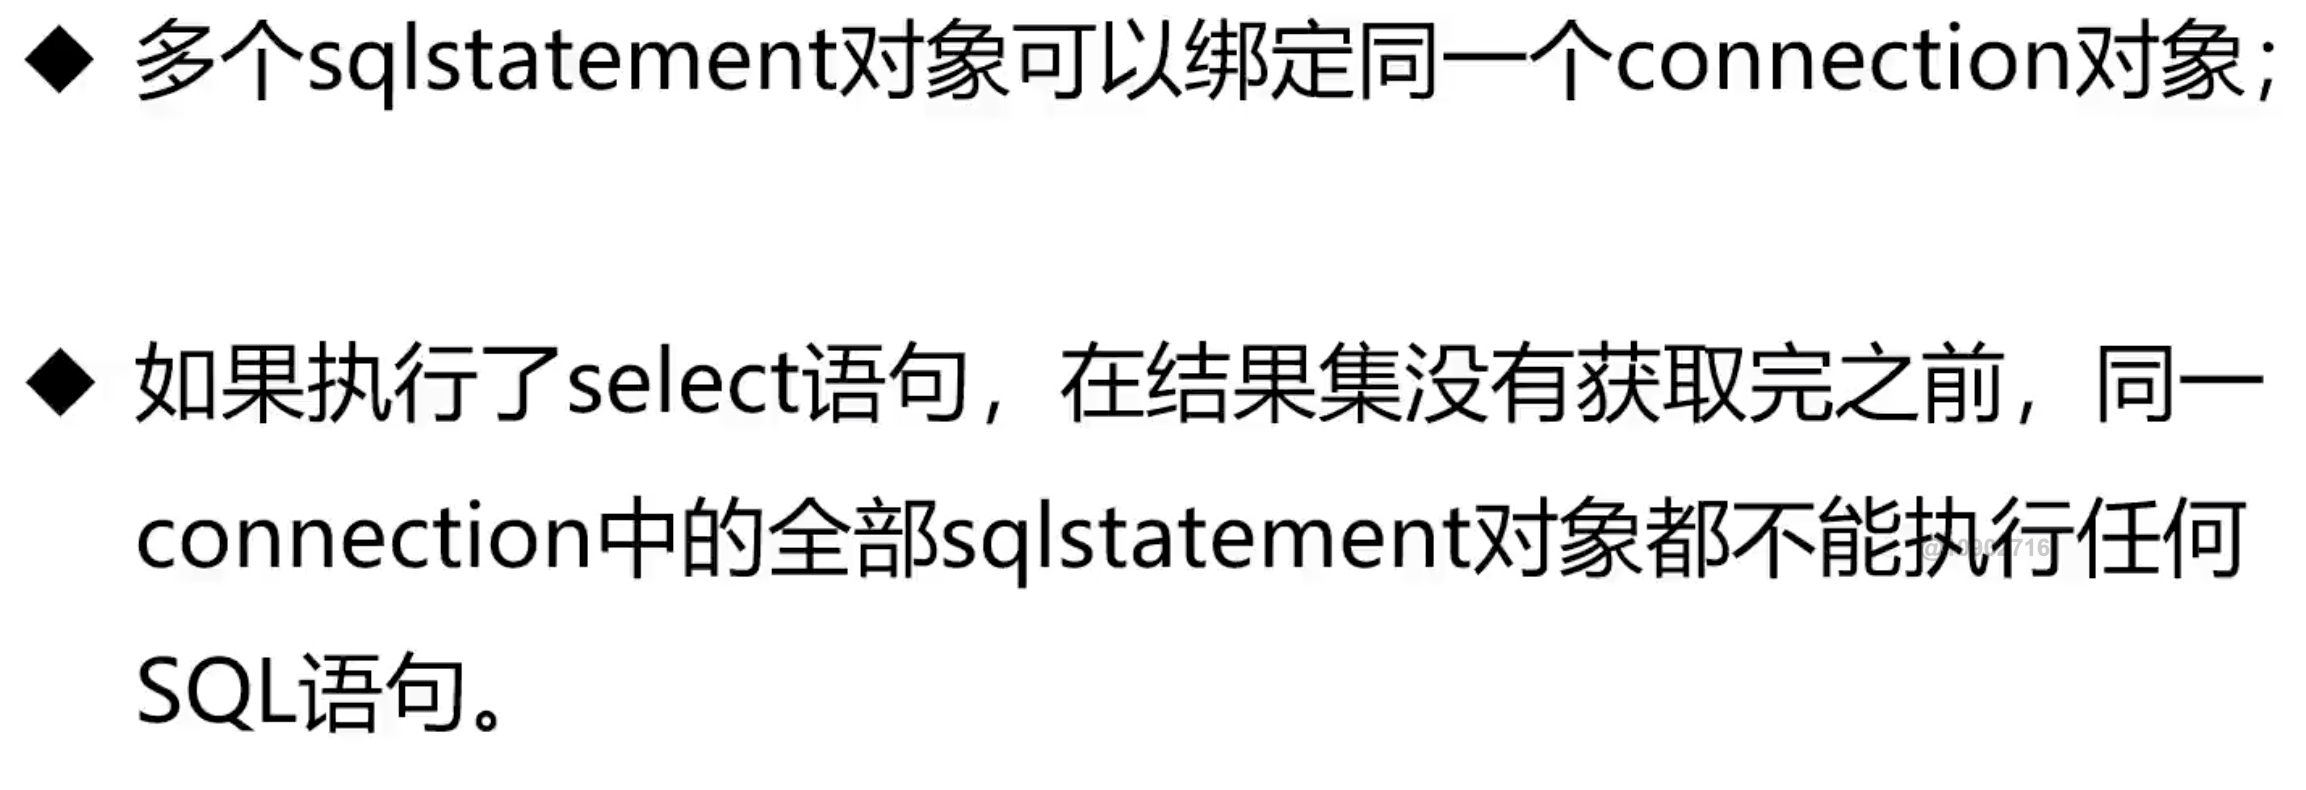 ◆ 多个sqlstatement对象可以绑定同一个connection对象；
◆ 如果执行了select语句，在结果集没有获取完之前，同一
connection中的全部sqlstatement对象都不能执行任何
SQL语句。